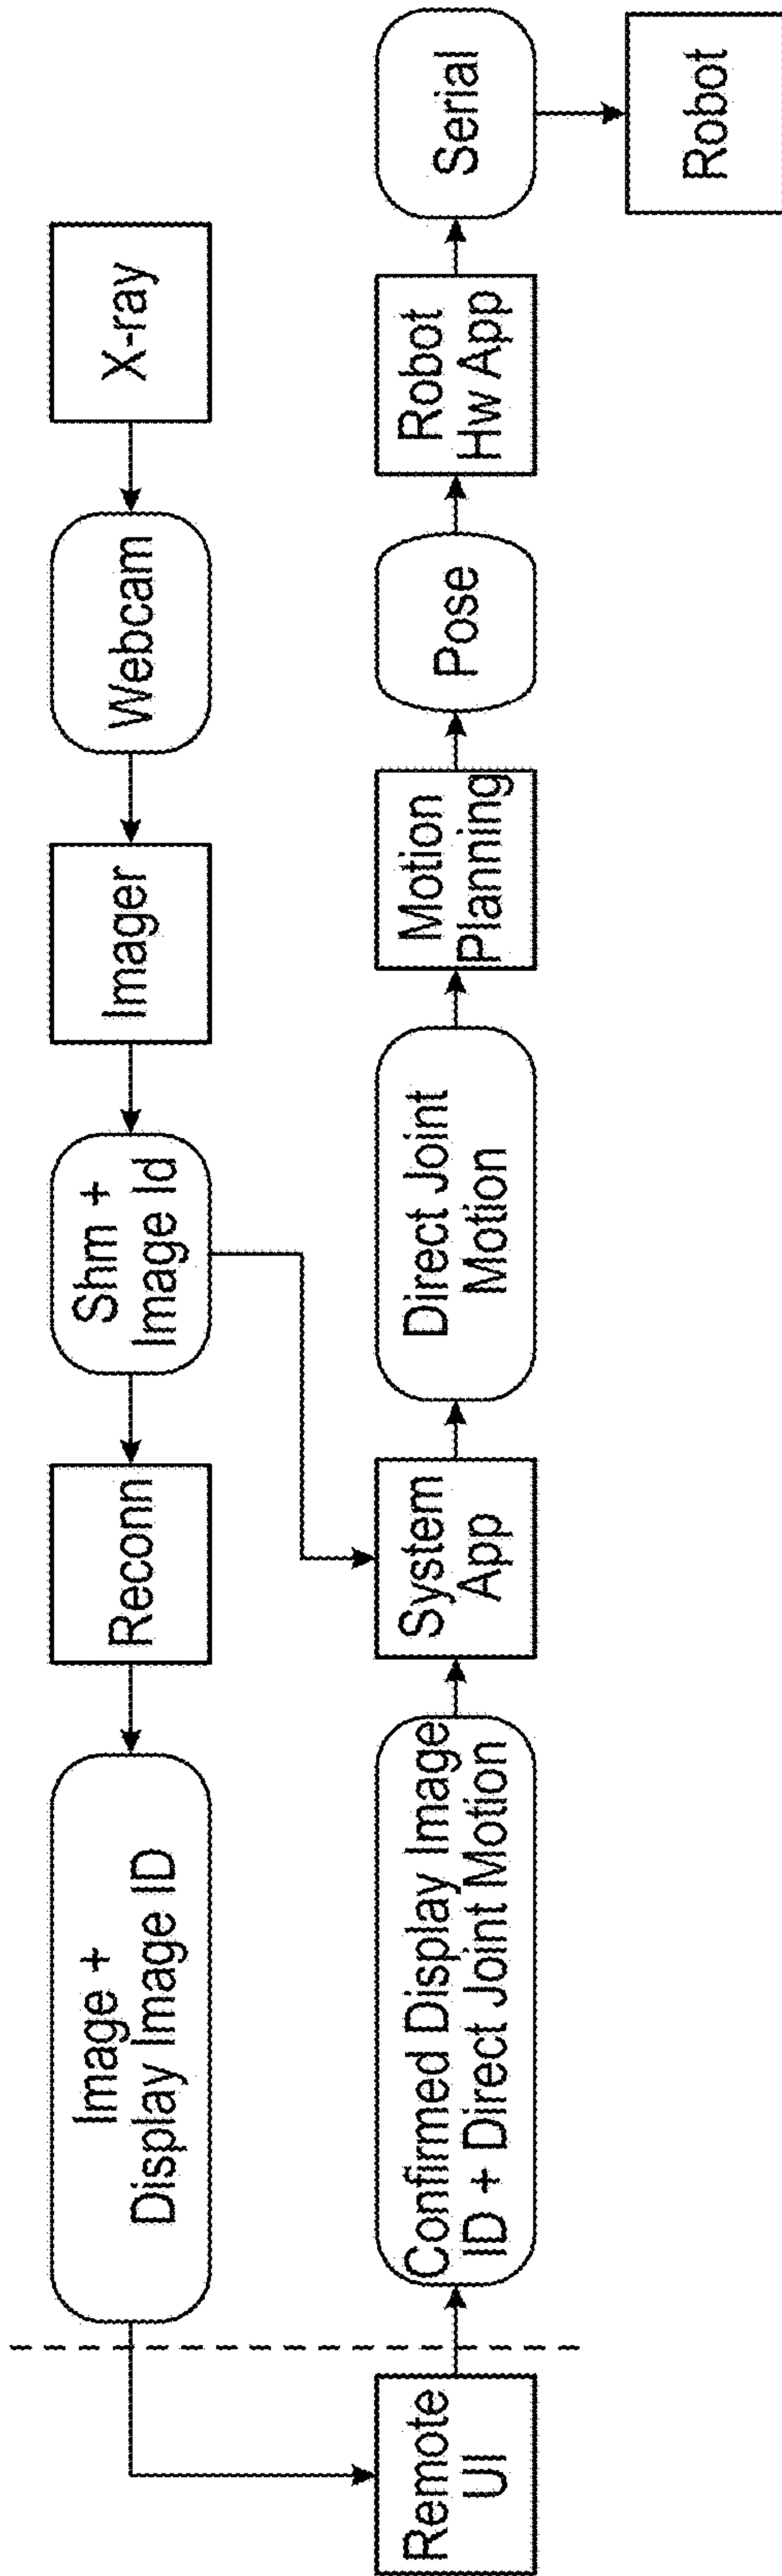 X-ray
Webcam
Imager
Shm +
Image Id
Reconn
Image +
Display Image ID
Remote
UI
Confirmed Display Image
ID + Direct Joint Motion
System
App
Direct Joint
Motion
Motion
Planning
Pose
Robot
Hw App
Serial
Robot